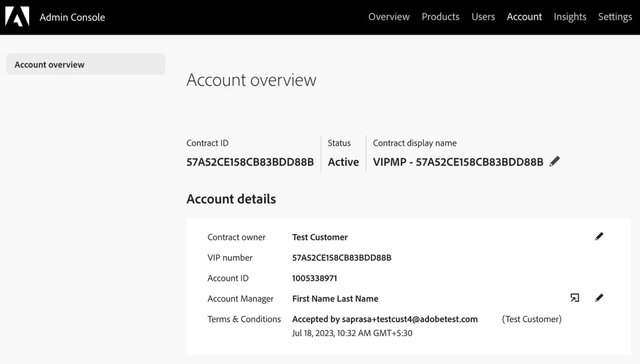 Admin Console
Overview Products Users Account Insights Settings
Account overview
Account overview
Contract ID Status Contract display name
57A52CE158CB83BDD88B Active VIPMP - 57A52CE158CB83BDD88B
Account details
Contract owner Test Customer
VIP number 57A52CE158CB83BDD88B
Account ID 1005338971
Account Manager First Name Last Name
Terms & Conditions Accepted by saprasa+testcust4@adobetest.com (Test Customer)
Jul 18, 2023, 10:32 AM GMT+5:30